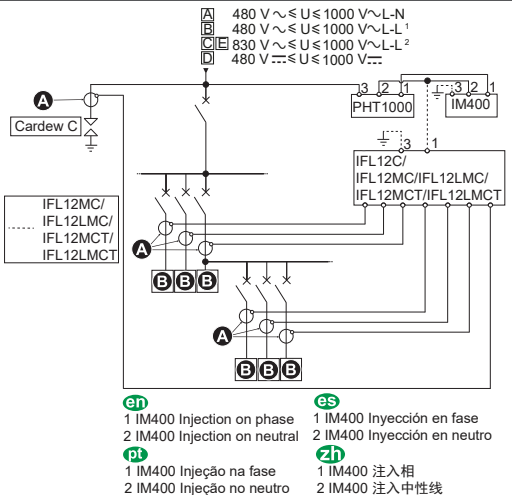 A 480 V ~ ≤ U ≤ 1000 V ~ L-N
B 480 V ~ ≤ U ≤ 1000 V ~ L-L ¹
C E 830 V ~ ≤ U ≤ 1000 V ~ L-L ²
D 480 V ⎓ ≤ U ≤ 1000 V ⎓
A
Cardew C
3 2 1
PHT1000
3 2 1
IM400
3 1
IFL12C/
IFL12MC/IFL12LMC/
IFL12MCT/IFL12LMCT
IFL12MC/
IFL12LMC/
IFL12MCT/
IFL12LMCT
A
B B B
A
B B B
en
1 IM400 Injection on phase
2 IM400 Injection on neutral
es
1 IM400 Inyección en fase
2 IM400 Inyección en neutro
pt
1 IM400 Injeção na fase
2 IM400 Injeção no neutro
zh
1 IM400 注入相
2 IM400 注入中性线